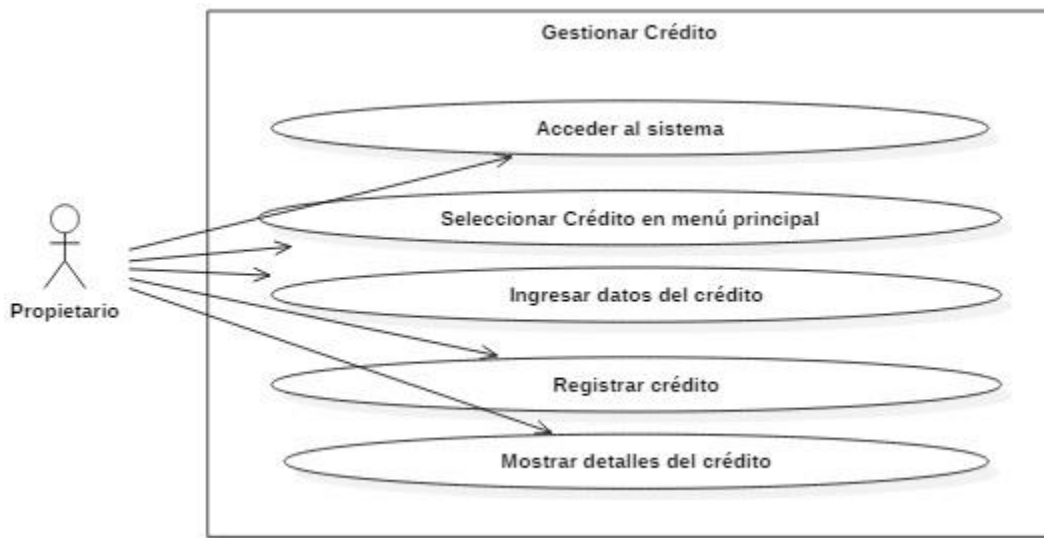 Gestionar Crédito
Acceder al sistema
Seleccionar Crédito en menú principal
Ingresar datos del crédito
Propietario
Registrar crédito
Mostrar detalles del crédito